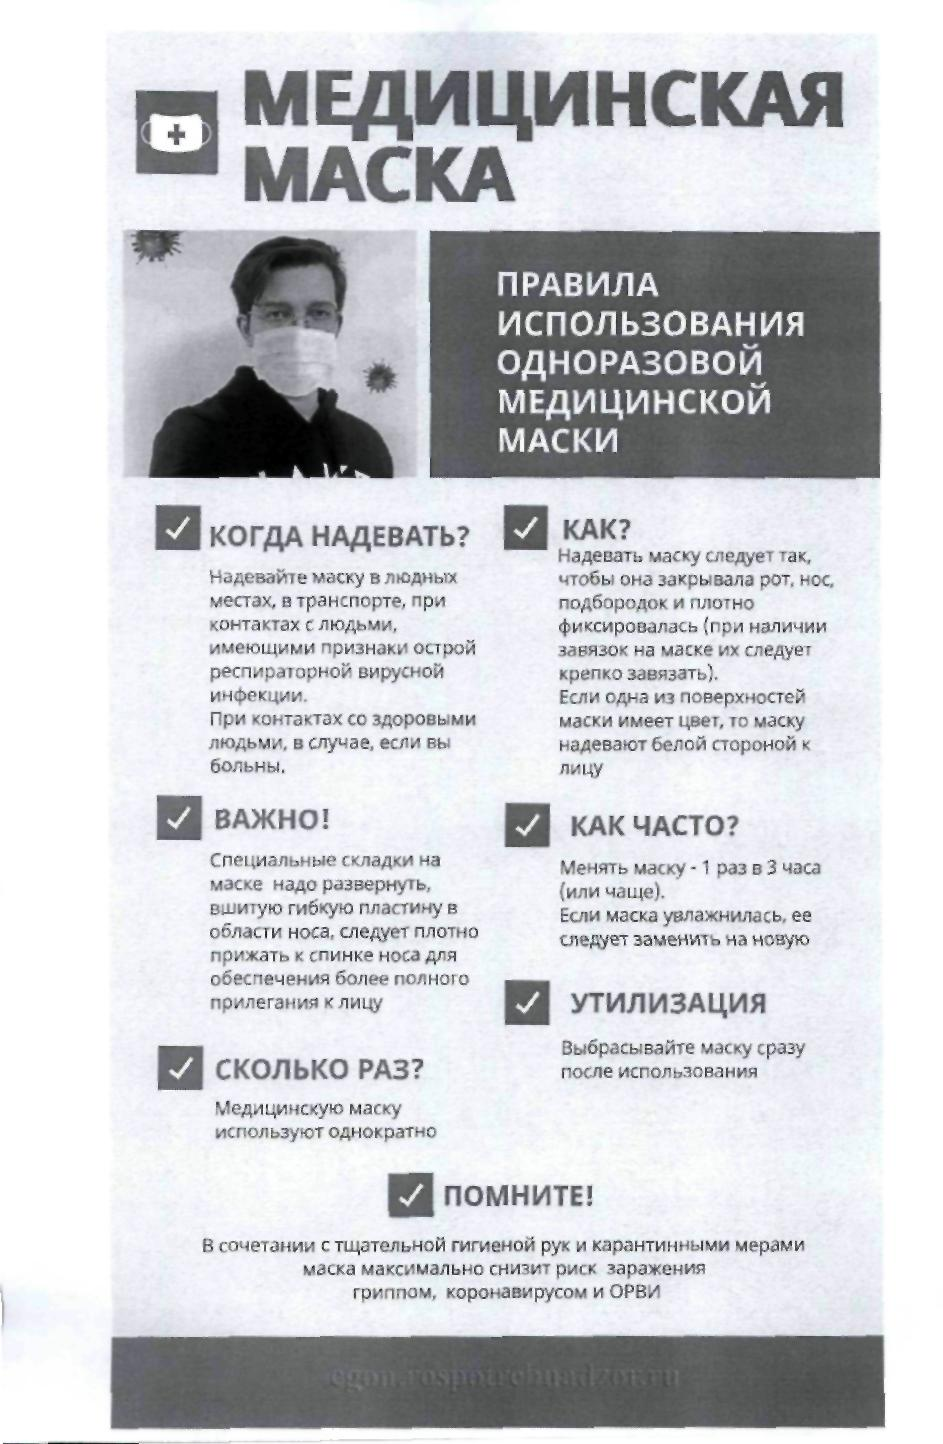 МЕДИЦИНСКАЯ
МАСКА
ПРАВИЛА
ИСПОЛЬЗОВАНИЯ
ОДНОРАЗОВОЙ
МЕДИЦИНСКОЙ
МАСКИ
КОГДА НАДЕВАТЬ?
Надевайте маску в людных
местах, в транспорте, при
контактах с людьми,
имеющими признаки острой
респираторной вирусной
инфекции.
При контактах со здоровыми
людьми, в случае, если вы
больны.
ВАЖНО!
Специальные складки на
маске надо развернуть,
вшитую гибкую пластину в
области носа, следует плотно
прижать к спинке носа для
обеспечения более полного
прилегания к лицу
СКОЛЬКО РАЗ?
Медицинскую маску
используют однократно
КАК?
Надевать маску следует так,
чтобы она закрывала рот, нос,
подбородок и плотно
фиксировалась (при наличии
завязок на маске их следует
крепко завязать).
Если одна из поверхностей
маски имеет цвет, то маску
надевают белой стороной к
лицу
КАК ЧАСТО?
Менять маску - 1 раз в 3 часа
(или чаще).
Если маска увлажнилась, ее
следует заменить на новую
УТИЛИЗАЦИЯ
Выбрасывайте маску сразу
после использования
ПОМНИТЕ!
В сочетании с тщательной гигиеной рук и карантинными мерами
маска максимально снизит риск заражения
гриппом, коронавирусом и ОРВИ